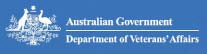 Australian Government
Department of Veterans' Affairs